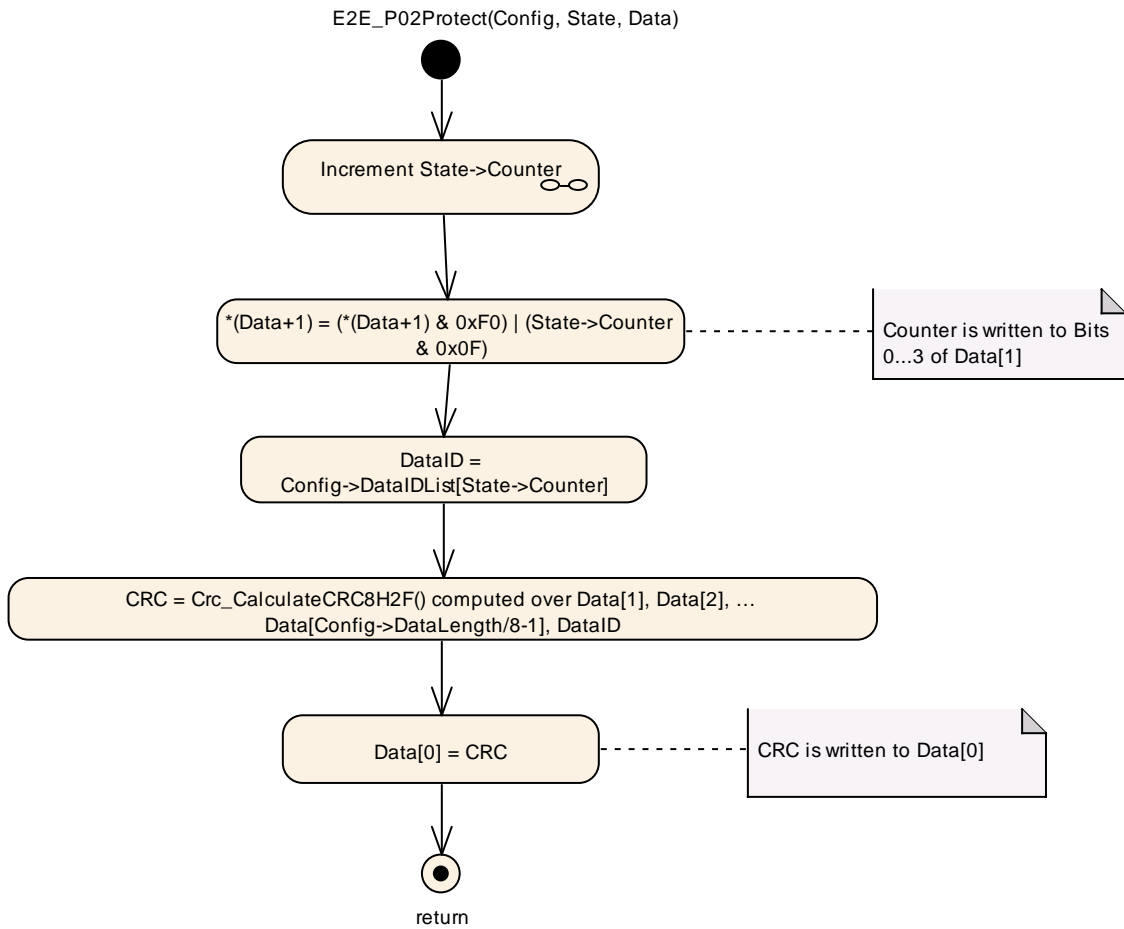 E2E_P02Protect(Config, State, Data)
Increment State->Counter
*(Data+1) = (*(Data+1) & 0xF0) | (State->Counter
& 0x0F)
Counter is written to Bits
0...3 of Data[1]
DataID =
Config->DataIDList[State->Counter]
CRC = Crc_CalculateCRC8H2F() computed over Data[1], Data[2], ...
Data[Config->DataLength/8-1], DataID
Data[0] = CRC
CRC is written to Data[0]
return